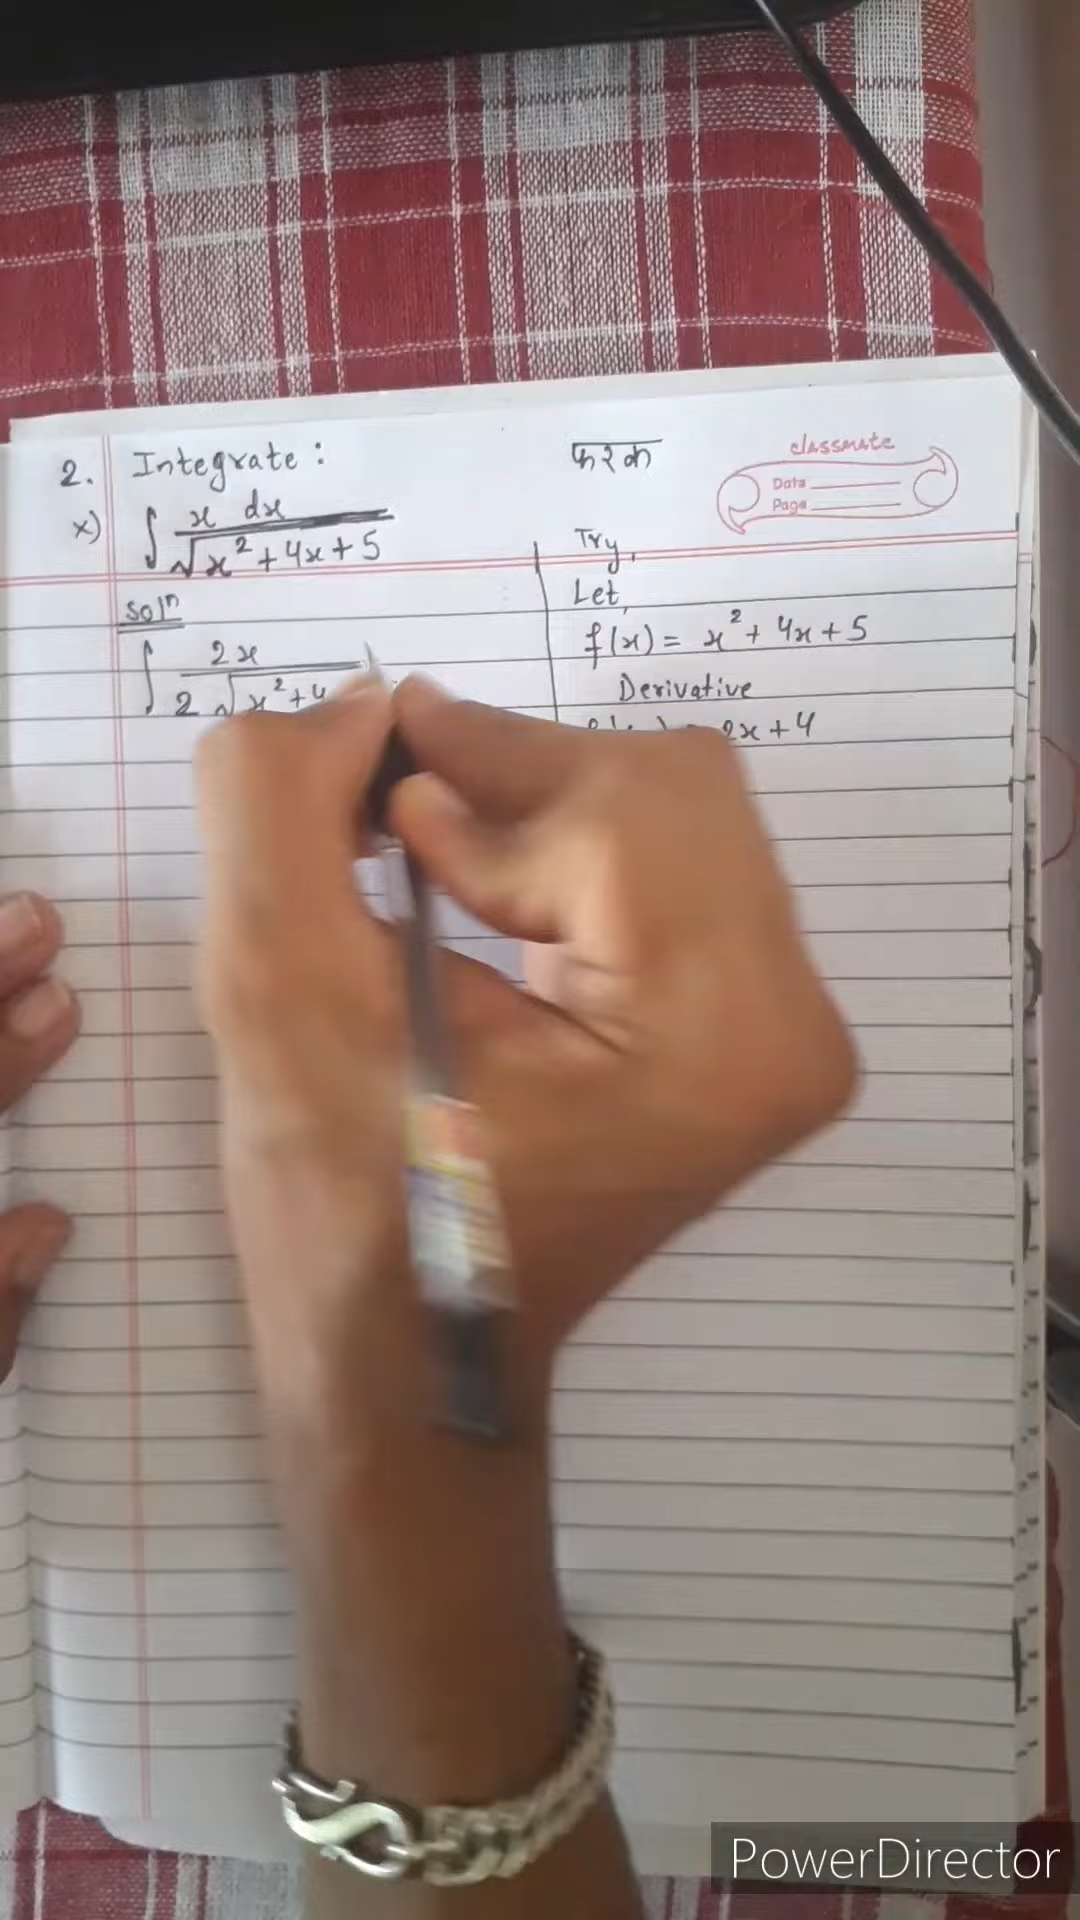 2. Integrate :
x) ∫ x dx / √x²+4x+5
फरक
classmate
Date
Page
Solⁿ
∫ 2x / 2 √x²+4
Try,
Let,
f(x) = x²+4x+5
Derivative
2x+4
PowerDirector